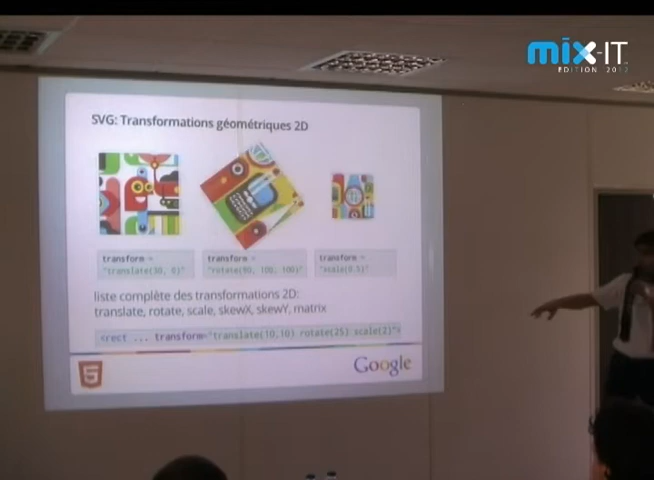 mix-IT
EDITION 2012
SVG: Transformations géométriques 2D
transform =
"translate(30, 0)"
transform =
"rotate(90, 100, 100)"
transform =
"scale(0.5)"
liste complète des transformations 2D:
translate, rotate, scale, skewX, skewY, matrix
<rect ... transform="translate(10,10) rotate(25) scale(2)"
5
Google